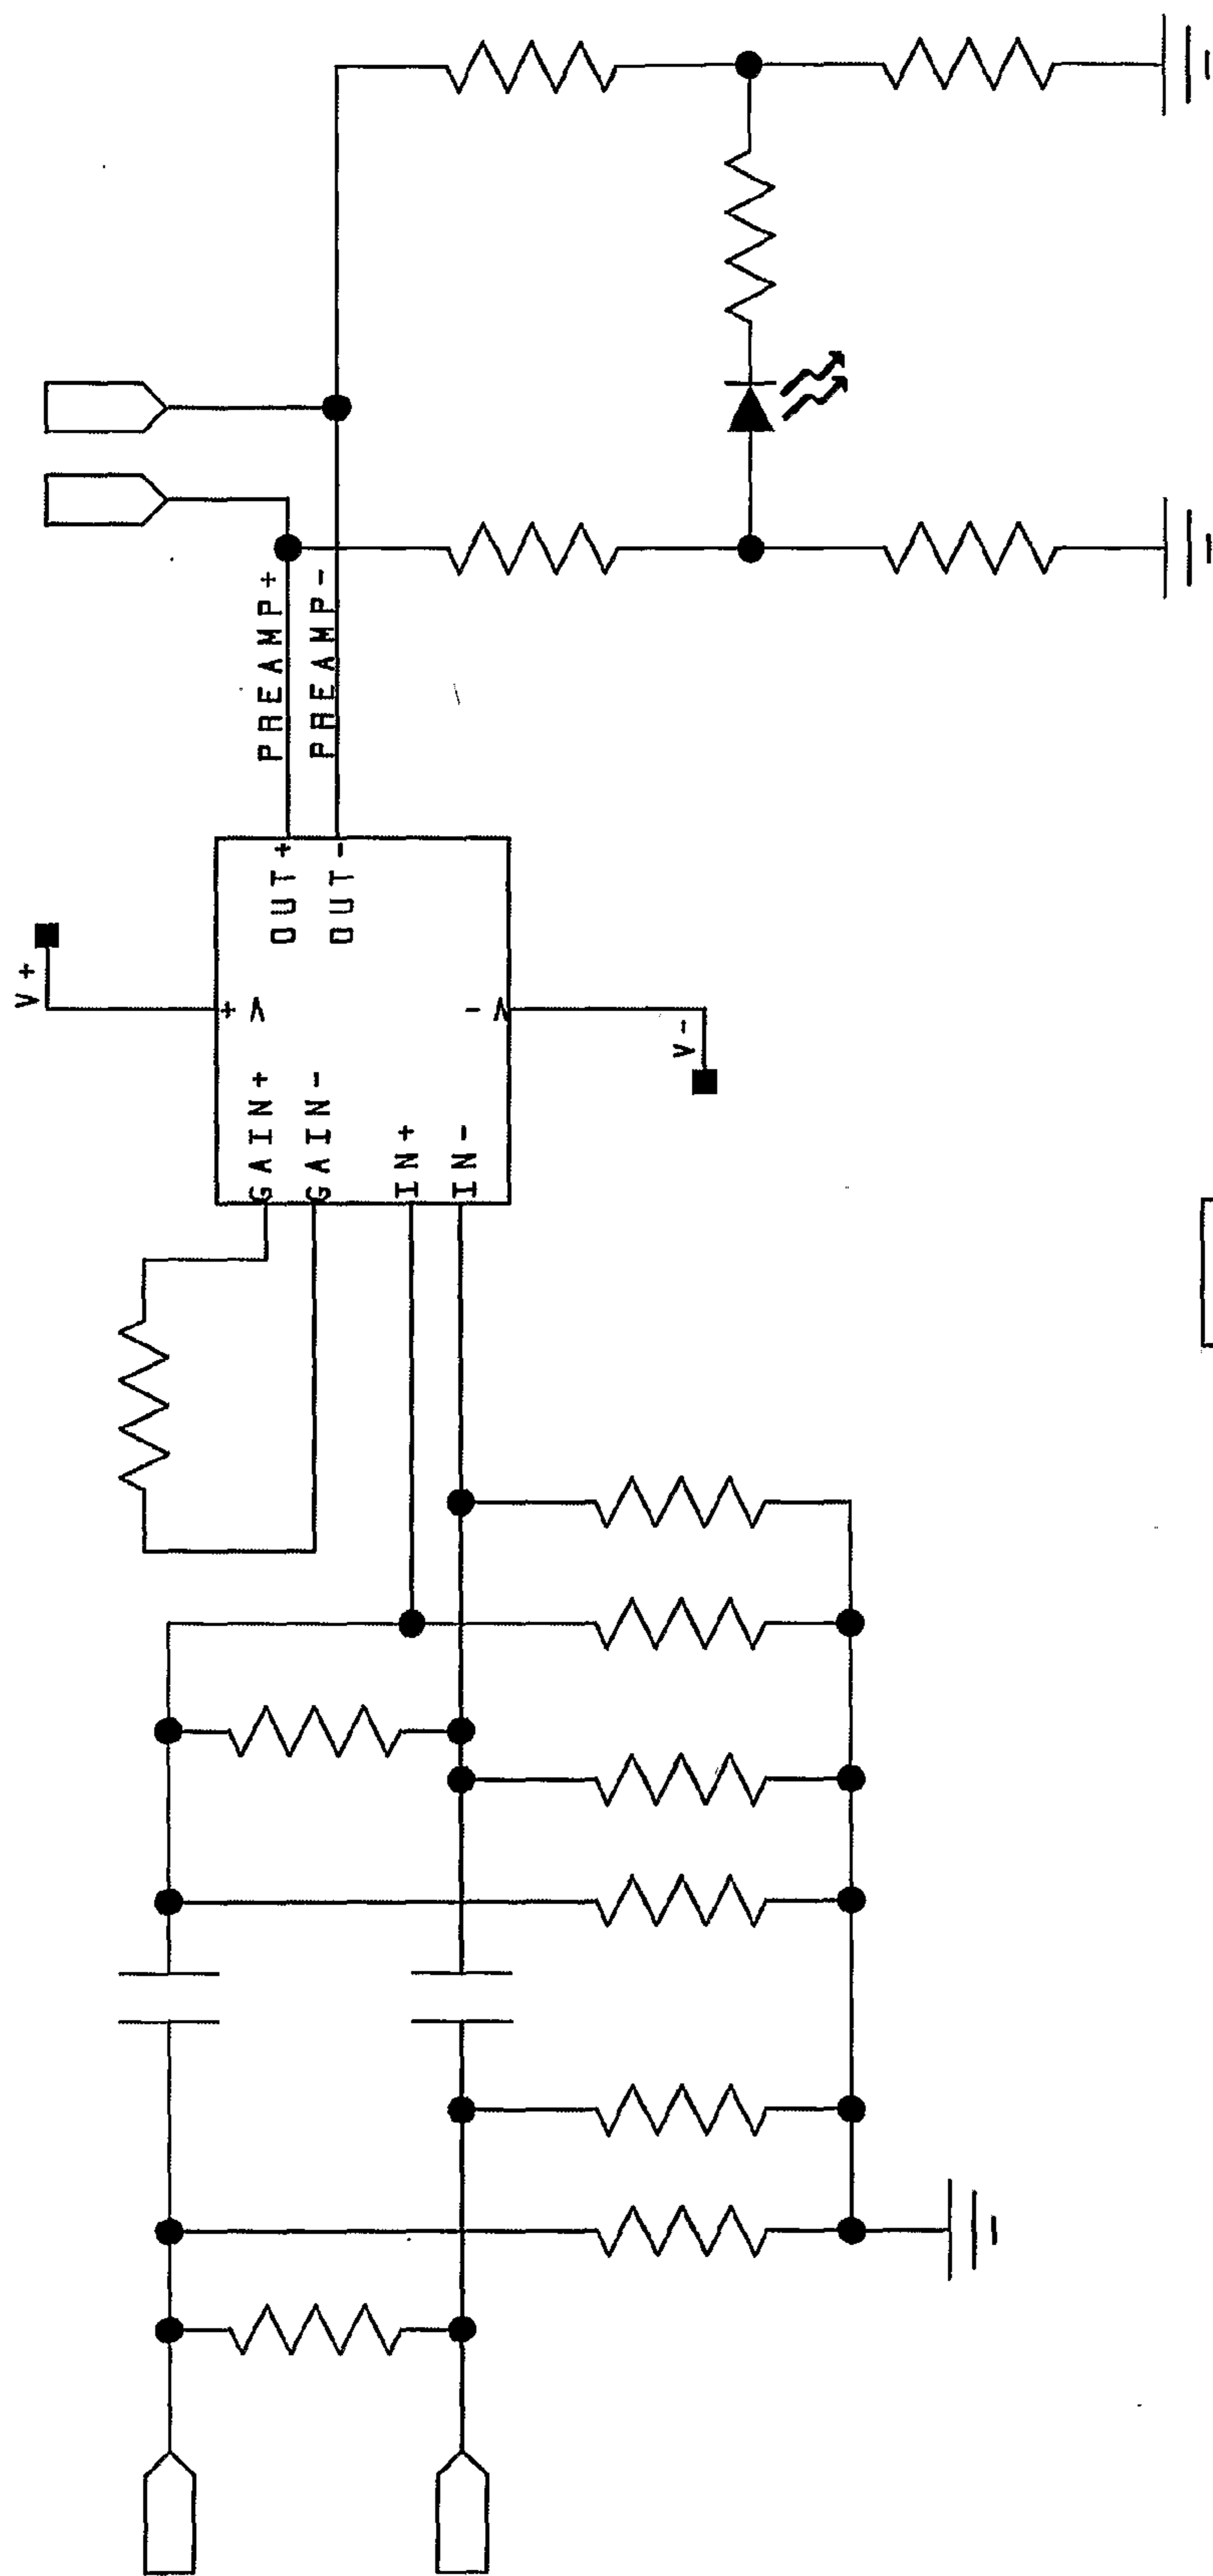 PREAMP+
PREAMP-
OUT+
OUT-
V+
+V
-V
V-
GAIN+
GAIN-
IN+
IN-